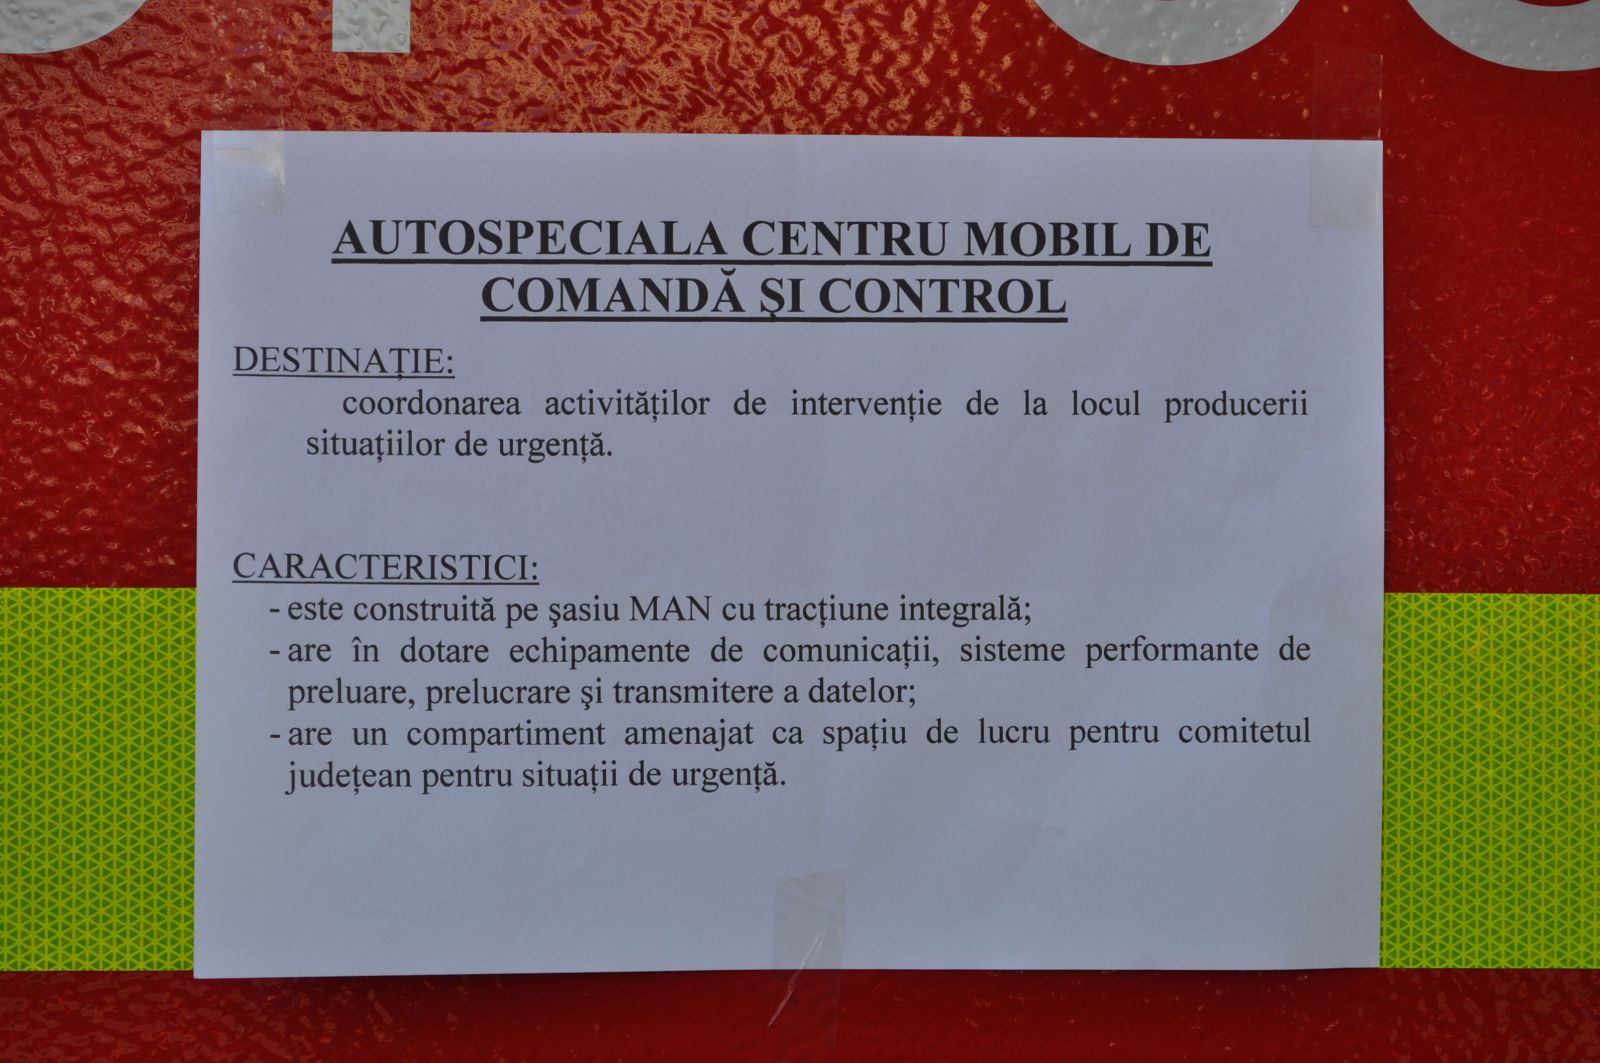 AUTOSPECIALA CENTRU MOBIL DE
COMANDĂ ŞI CONTROL
DESTINAŢIE:
coordonarea activităţilor de intervenţie de la locul producerii
situaţiilor de urgenţă.
CARACTERISTICI:
- este construită pe şasiu MAN cu tracţiune integrală;
- are în dotare echipamente de comunicaţii, sisteme performante de
preluare, prelucrare şi transmitere a datelor;
- are un compartiment amenajat ca spaţiu de lucru pentru comitetul
judeţean pentru situaţii de urgenţă.